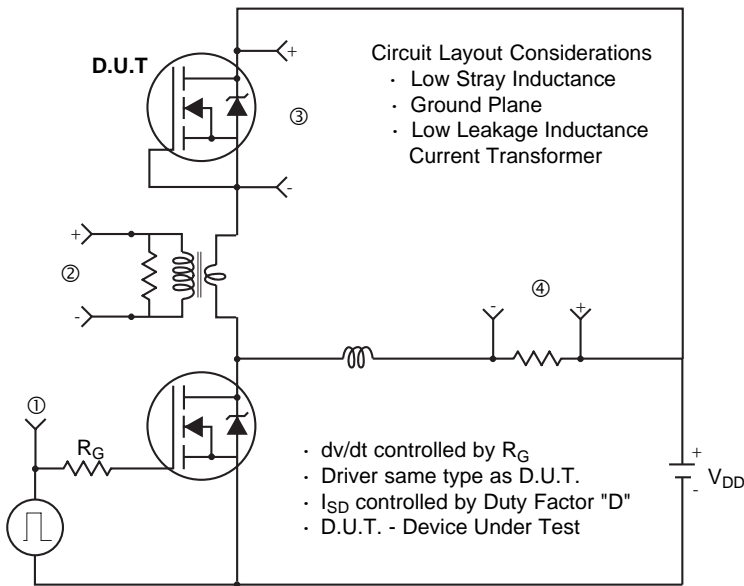 D.U.T
+
Circuit Layout Considerations
· Low Stray Inductance
· Ground Plane
· Low Leakage Inductance
Current Transformer
③
-
+
②
-
④
-
+
①
R_G
· dv/dt controlled by R_G
· Driver same type as D.U.T.
· I_SD controlled by Duty Factor "D"
· D.U.T. - Device Under Test
+
V_DD
-